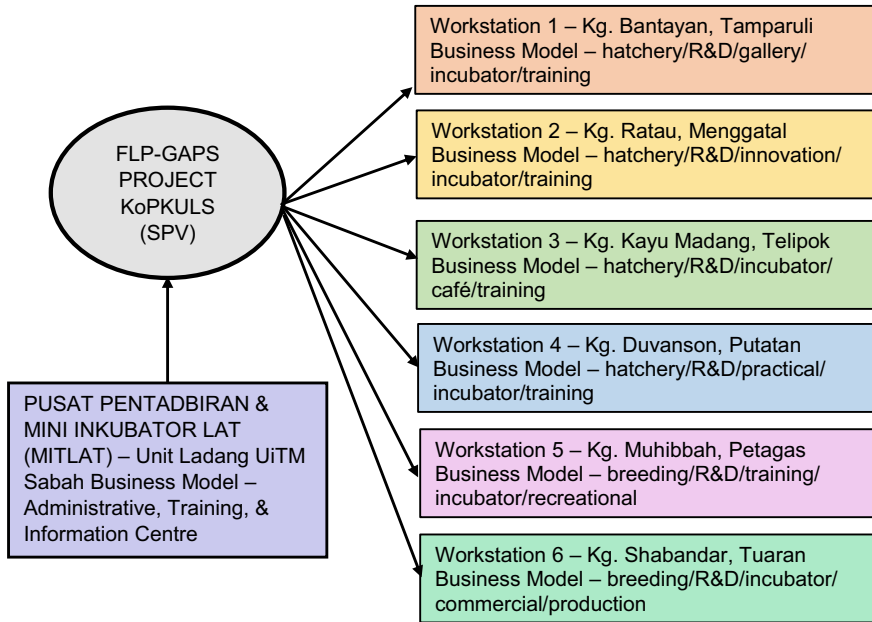 FLP-GAPS
PROJECT
KoPKULS
(SPV)
PUSAT PENTADBIRAN &
MINI INKUBATOR LAT
(MITLAT) – Unit Ladang UiTM
Sabah Business Model –
Administrative, Training, &
Information Centre
Workstation 1 – Kg. Bantayan, Tamparuli
Business Model – hatchery/R&D/gallery/
incubator/training
Workstation 2 – Kg. Ratau, Menggatal
Business Model – hatchery/R&D/innovation/
incubator/training
Workstation 3 – Kg. Kayu Madang, Telipok
Business Model – hatchery/R&D/incubator/
café/training
Workstation 4 – Kg. Duvanson, Putatan
Business Model – hatchery/R&D/practical/
incubator/training
Workstation 5 – Kg. Muhibbah, Petagas
Business Model – breeding/R&D/training/
incubator/recreational
Workstation 6 – Kg. Shabandar, Tuaran
Business Model – breeding/R&D/incubator/
commercial/production